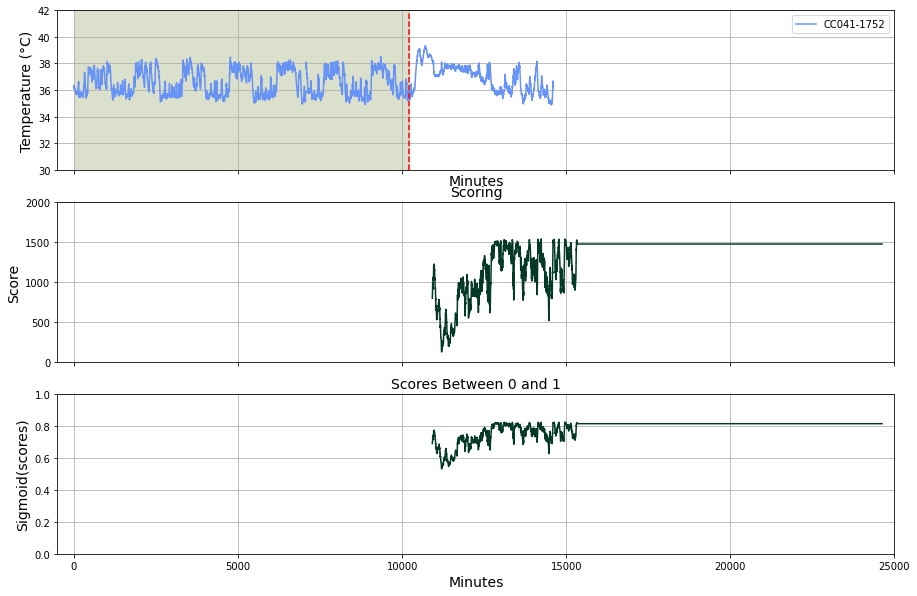 42
40
38
36
34
32
30
Temperature (°C)
CC041-1752
Minutes
Scoring
2000
1500
1000
500
0
Score
Scores Between 0 and 1
1.0
0.8
0.6
0.4
0.2
0.0
Sigmoid(scores)
0 5000 10000 15000 20000 25000
Minutes